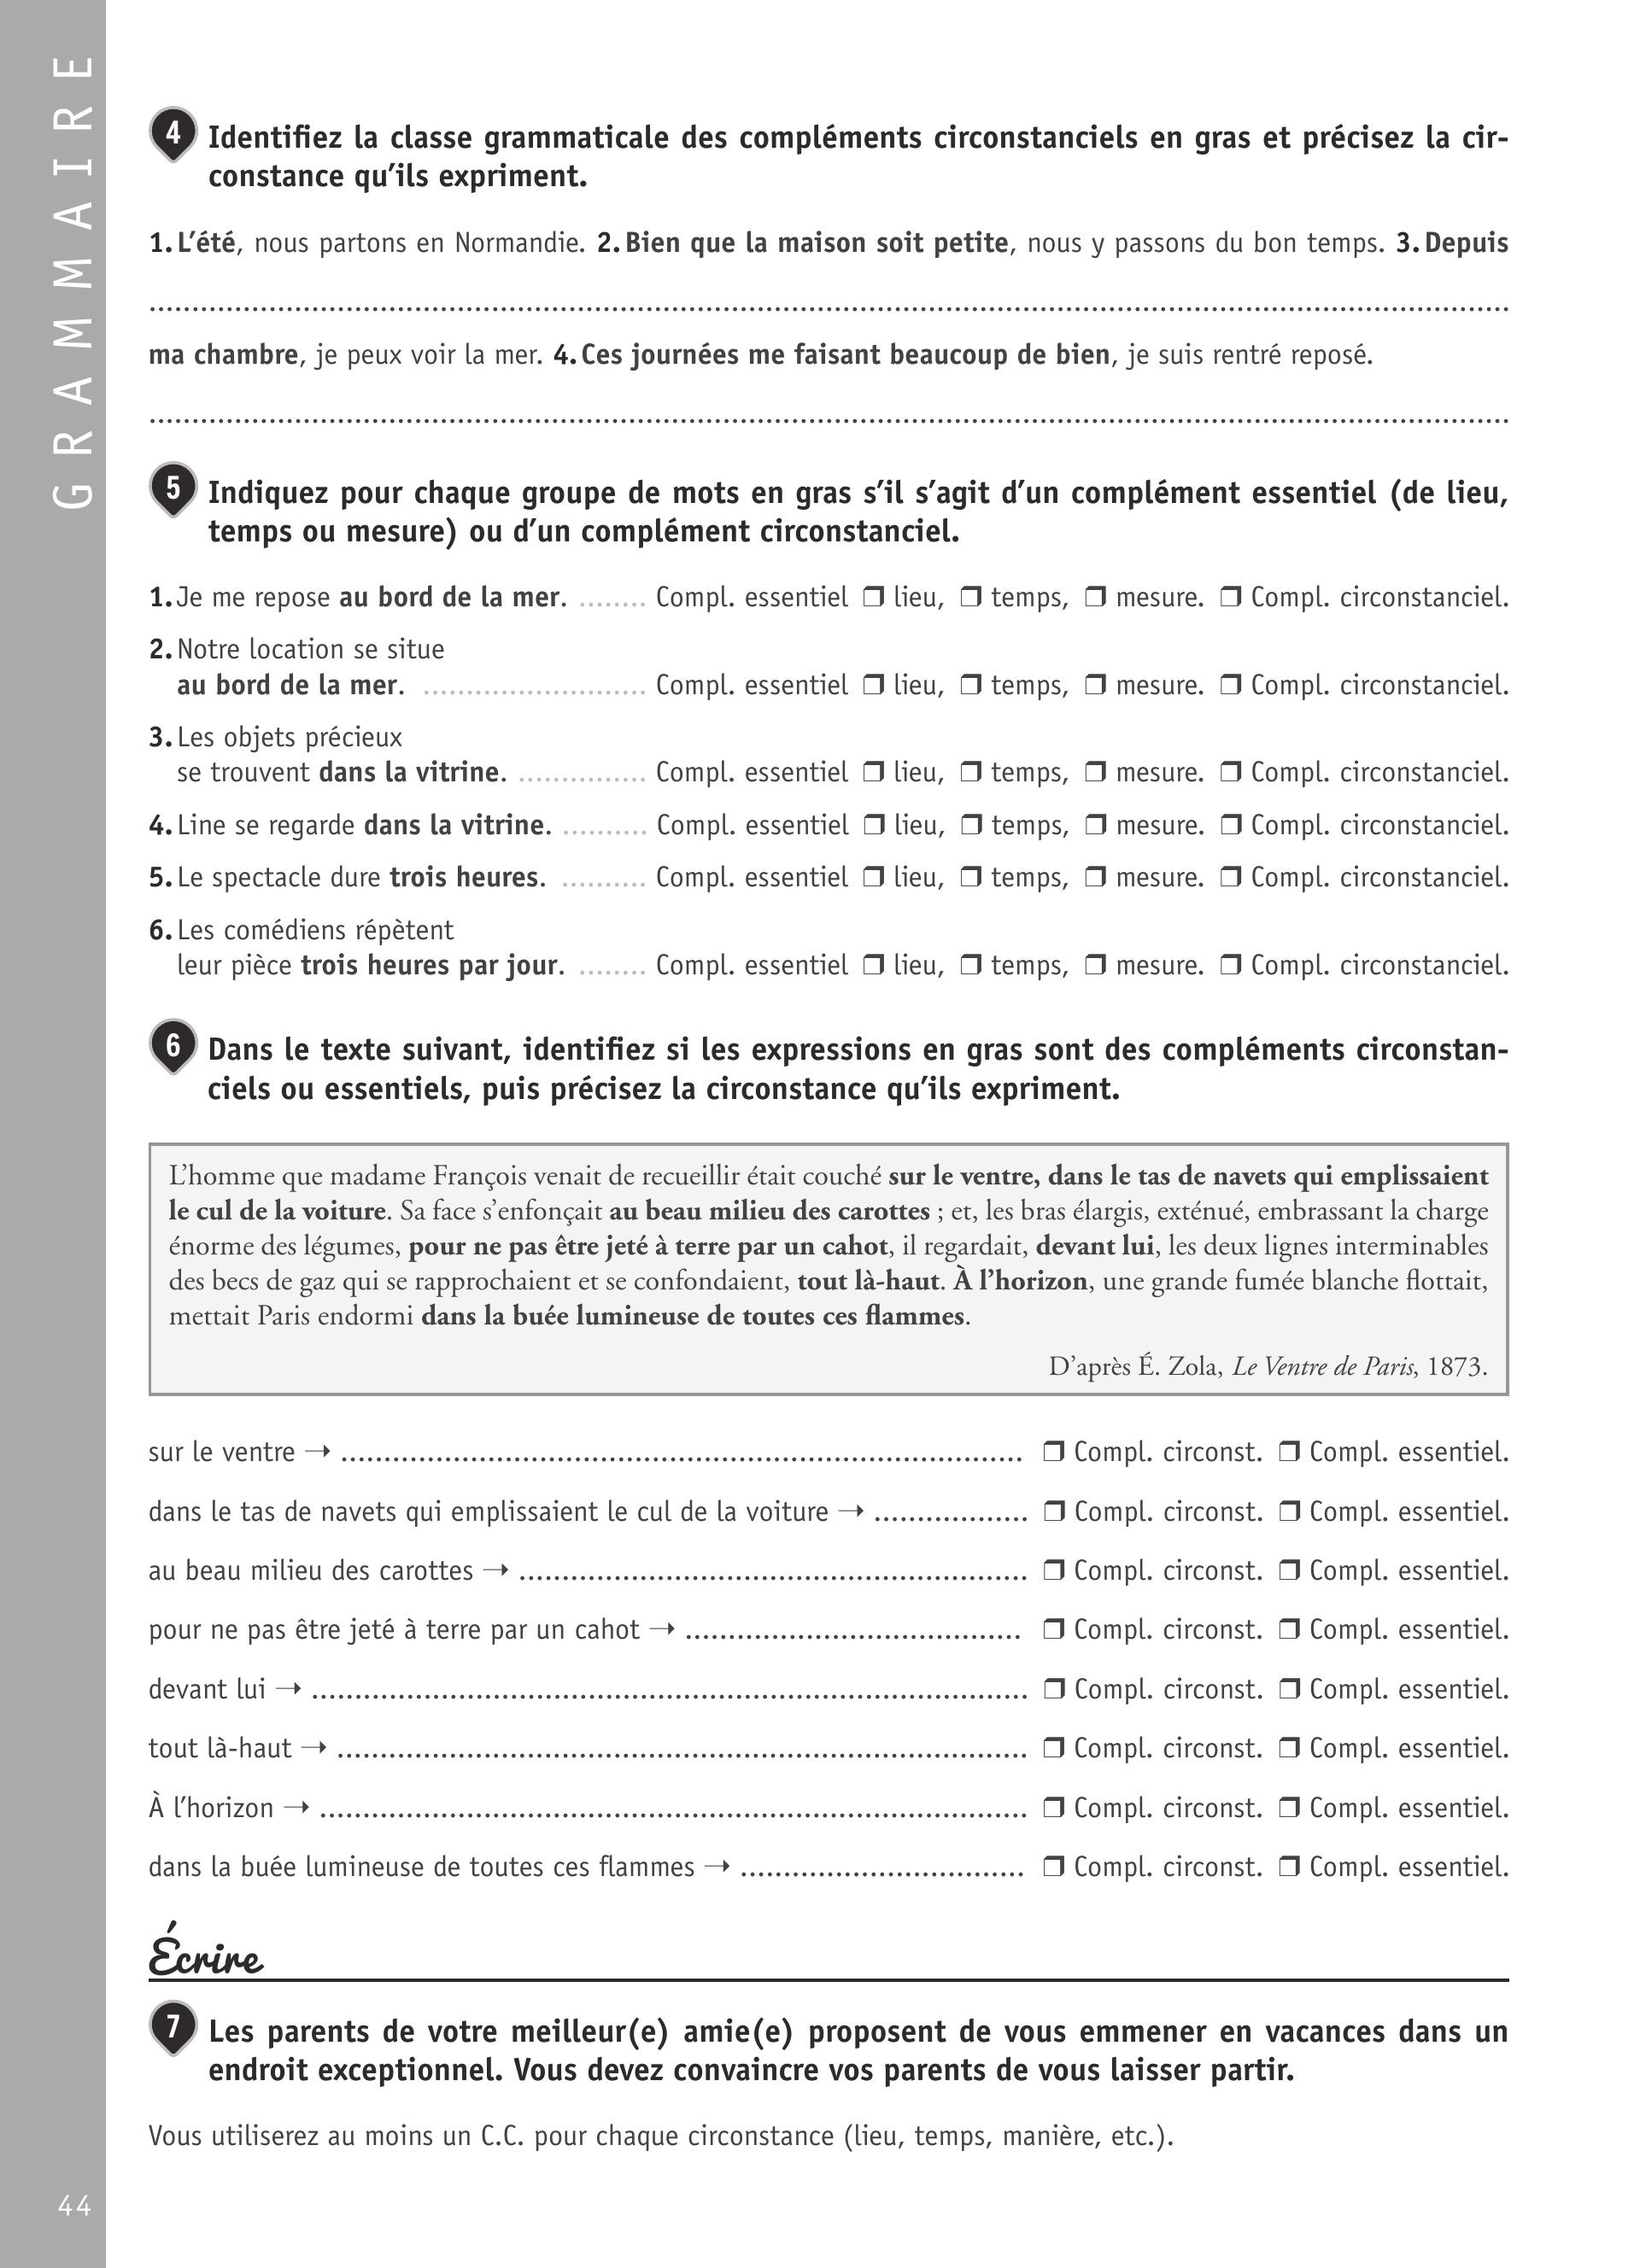 GRAMMAIRE
4 Identifiez la classe grammaticale des compléments circonstanciels en gras et précisez la cir-
constance qu'ils expriment.
1. L'été, nous partons en Normandie. 2. Bien que la maison soit petite, nous y passons du bon temps. 3. Depuis
ma chambre, je peux voir la mer. 4. Ces journées me faisant beaucoup de bien, je suis rentré reposé.
5 Indiquez pour chaque groupe de mots en gras s'il s'agit d'un complément essentiel (de lieu,
temps ou mesure) ou d'un complément circonstanciel.
1. Je me repose au bord de la mer. ........ Compl. essentiel ❒ lieu, ❒ temps, ❒ mesure. ❒ Compl. circonstanciel.
2. Notre location se situe
au bord de la mer. .......................... Compl. essentiel ❒ lieu, ❒ temps, ❒ mesure. ❒ Compl. circonstanciel.
3. Les objets précieux
se trouvent dans la vitrine. ............... Compl. essentiel ❒ lieu, ❒ temps, ❒ mesure. ❒ Compl. circonstanciel.
4. Line se regarde dans la vitrine. .......... Compl. essentiel ❒ lieu, ❒ temps, ❒ mesure. ❒ Compl. circonstanciel.
5. Le spectacle dure trois heures. .......... Compl. essentiel ❒ lieu, ❒ temps, ❒ mesure. ❒ Compl. circonstanciel.
6. Les comédiens répètent
leur pièce trois heures par jour. ........ Compl. essentiel ❒ lieu, ❒ temps, ❒ mesure. ❒ Compl. circonstanciel.
6 Dans le texte suivant, identifiez si les expressions en gras sont des compléments circonstan-
ciels ou essentiels, puis précisez la circonstance qu'ils expriment.
L'homme que madame François venait de recueillir était couché sur le ventre, dans le tas de navets qui emplissaient
le cul de la voiture. Sa face s'enfonçait au beau milieu des carottes ; et, les bras élargis, exténué, embrassant la charge
énorme des légumes, pour ne pas être jeté à terre par un cahot, il regardait, devant lui, les deux lignes interminables
des becs de gaz qui se rapprochaient et se confondaient, tout là-haut. À l'horizon, une grande fumée blanche flottait,
mettait Paris endormi dans la buée lumineuse de toutes ces flammes.
D'après É. Zola, Le Ventre de Paris, 1873.
sur le ventre → .................... ❒ Compl. circonst. ❒ Compl. essentiel.
dans le tas de navets qui emplissaient le cul de la voiture → .................. ❒ Compl. circonst. ❒ Compl. essentiel.
au beau milieu des carottes → .................... ❒ Compl. circonst. ❒ Compl. essentiel.
pour ne pas être jeté à terre par un cahot → .................... ❒ Compl. circonst. ❒ Compl. essentiel.
devant lui → .................... ❒ Compl. circonst. ❒ Compl. essentiel.
tout là-haut → .................... ❒ Compl. circonst. ❒ Compl. essentiel.
À l'horizon → .................... ❒ Compl. circonst. ❒ Compl. essentiel.
dans la buée lumineuse de toutes ces flammes → .................... ❒ Compl. circonst. ❒ Compl. essentiel.
Écrire
7 Les parents de votre meilleur(e) amie(e) proposent de vous emmener en vacances dans un
endroit exceptionnel. Vous devez convaincre vos parents de vous laisser partir.
Vous utiliserez au moins un C.C. pour chaque circonstance (lieu, temps, manière, etc.).
44